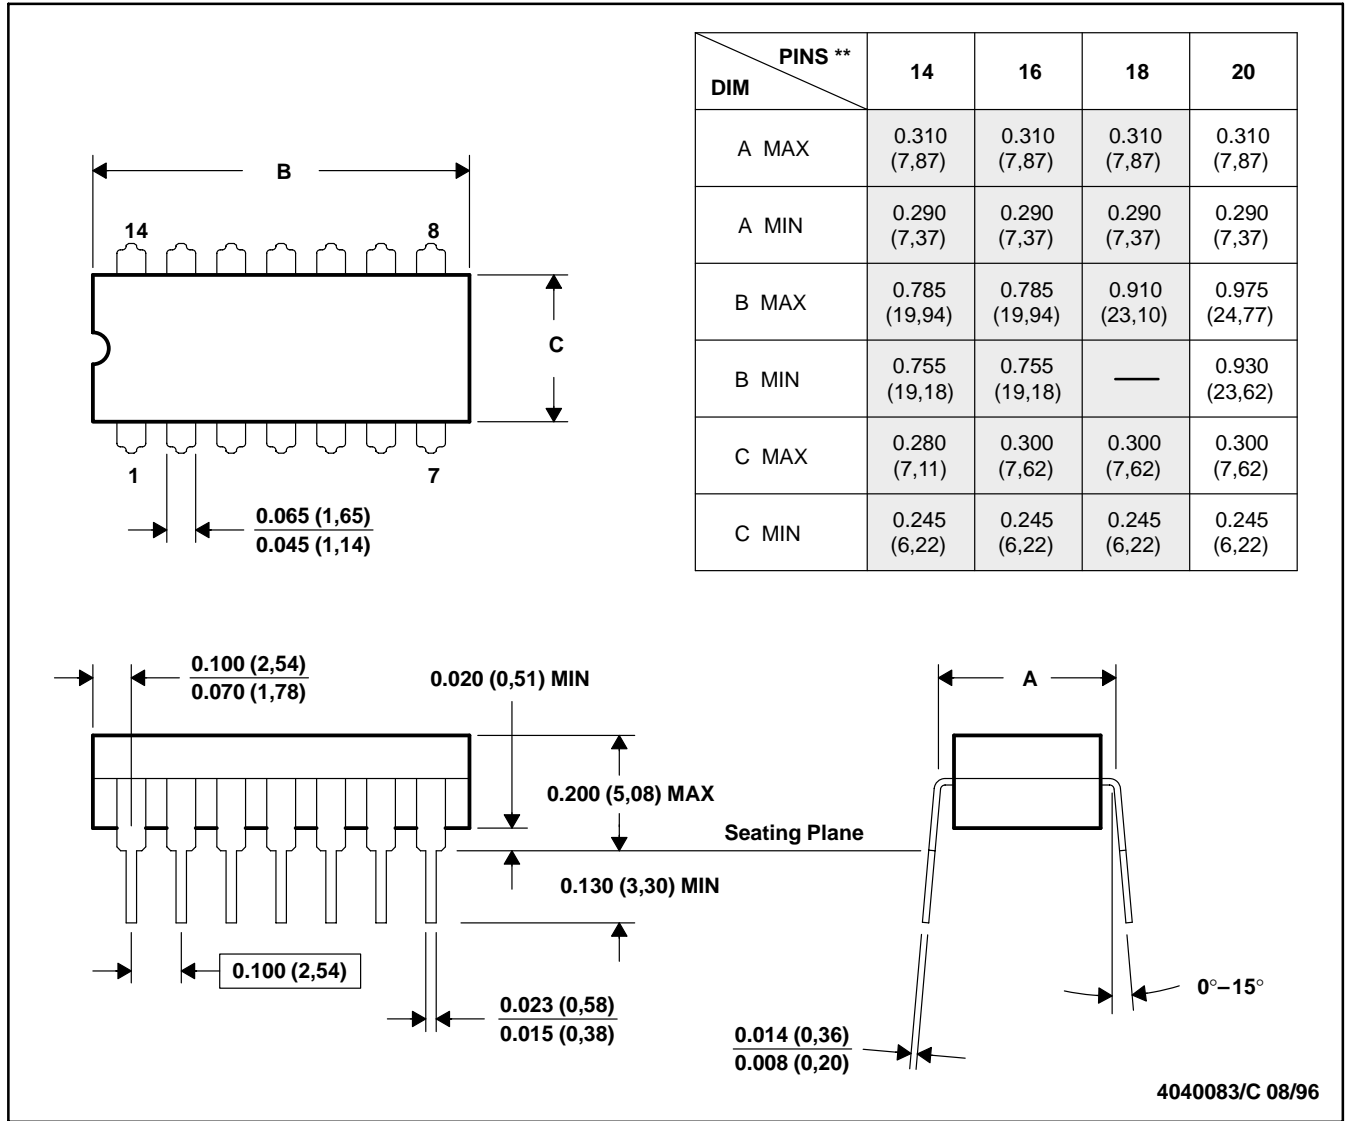 PINS **
DIM
14 16 18 20
A MAX 0.310 (7,87) 0.310 (7,87) 0.310 (7,87) 0.310 (7,87)
A MIN 0.290 (7,37) 0.290 (7,37) 0.290 (7,37) 0.290 (7,37)
B MAX 0.785 (19,94) 0.785 (19,94) 0.910 (23,10) 0.975 (24,77)
B MIN 0.755 (19,18) 0.755 (19,18) — 0.930 (23,62)
C MAX 0.280 (7,11) 0.300 (7,62) 0.300 (7,62) 0.300 (7,62)
C MIN 0.245 (6,22) 0.245 (6,22) 0.245 (6,22) 0.245 (6,22)
B
14 8
C
1 7
0.065 (1,65)
0.045 (1,14)
0.100 (2,54)
0.070 (1,78)
0.020 (0,51) MIN
0.200 (5,08) MAX
Seating Plane
0.130 (3,30) MIN
0.100 (2,54)
0.023 (0,58)
0.015 (0,38)
A
0°–15°
0.014 (0,36)
0.008 (0,20)
4040083/C 08/96